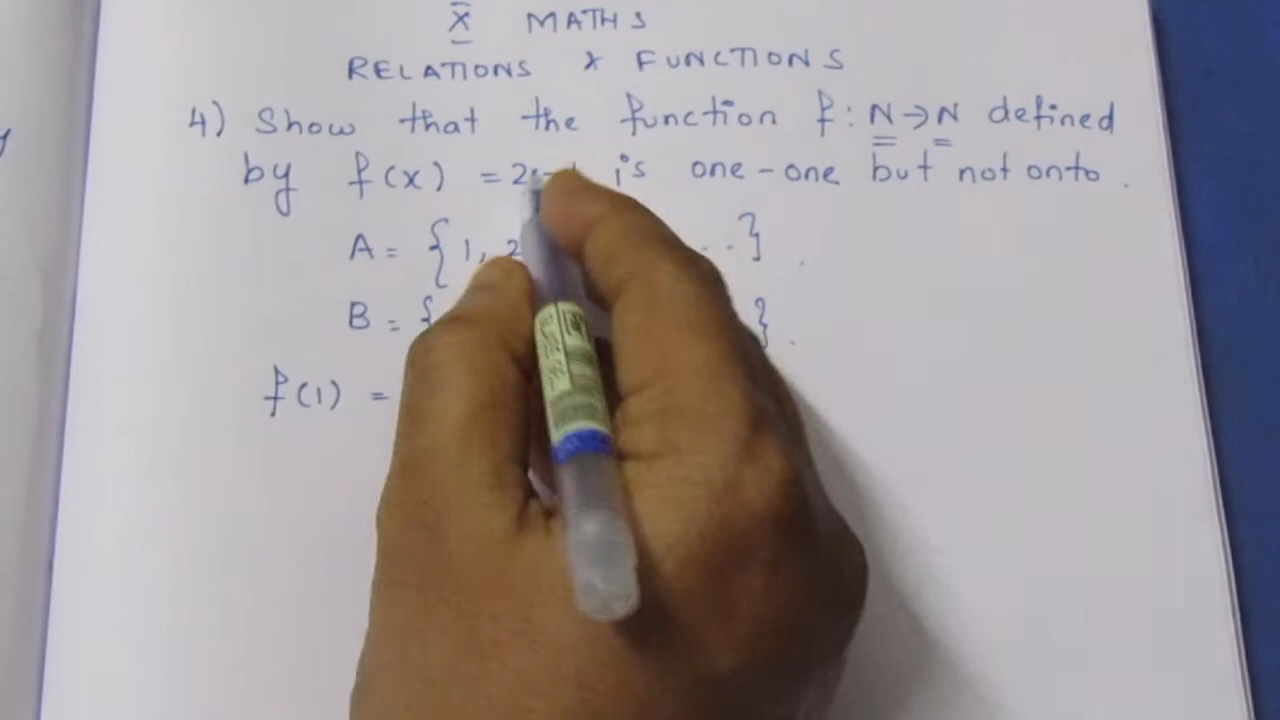 X MATHS
RELATIONS & FUNCTIONS
4) Show that the function f: N→N defined
by f(x) = 2 is one-one but not onto.
A = {1, 2 ..}
B = { }.
f(1) =